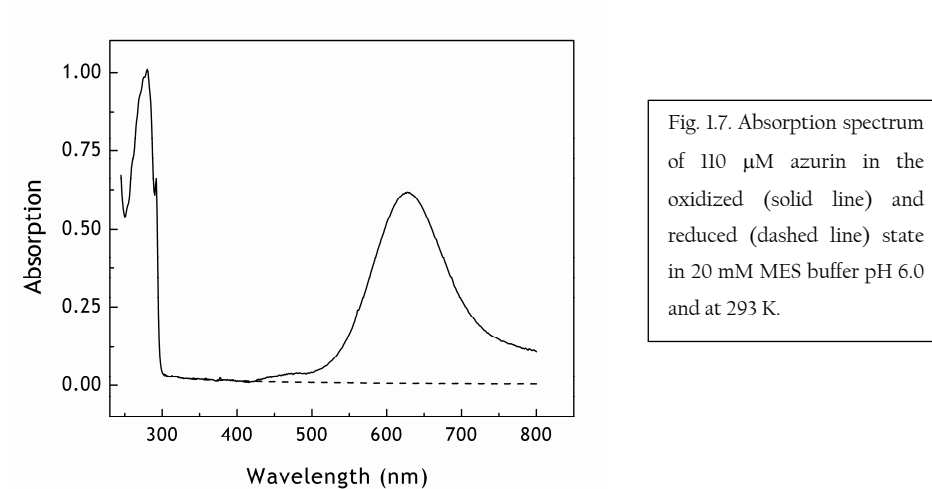 1.00
0.75
0.50
0.25
0.00
Absorption
300 400 500 600 700 800
Wavelength (nm)
Fig. 1.7. Absorption spectrum
of 110 μM azurin in the
oxidized (solid line) and
reduced (dashed line) state
in 20 mM MES buffer pH 6.0
and at 293 K.